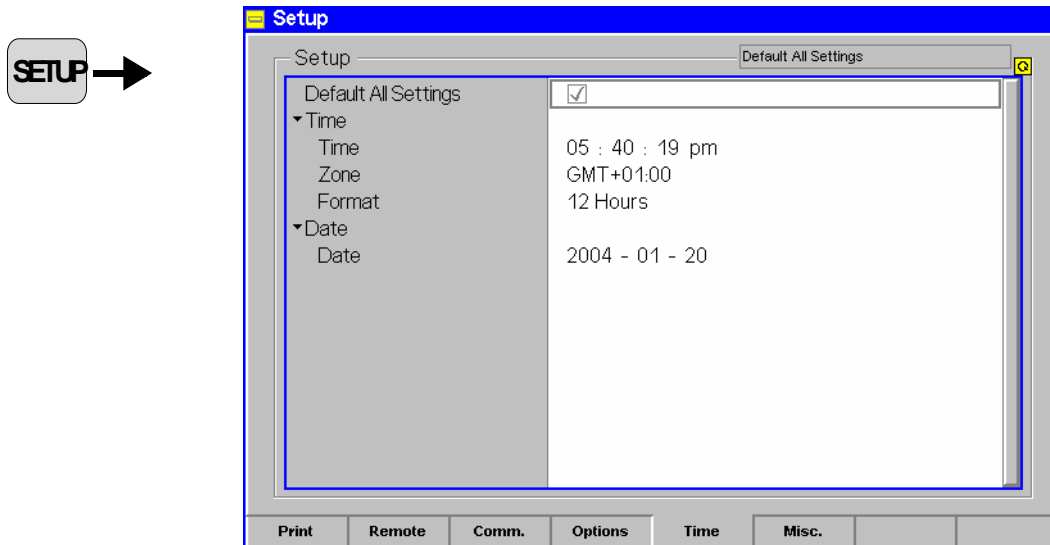 SETUP
Setup
Setup
Default All Settings
Default All Settings
Time
Time 05 : 40 : 19 pm
Zone GMT+01:00
Format 12 Hours
Date
Date 2004 - 01 - 20
Print Remote Comm. Options Time Misc.